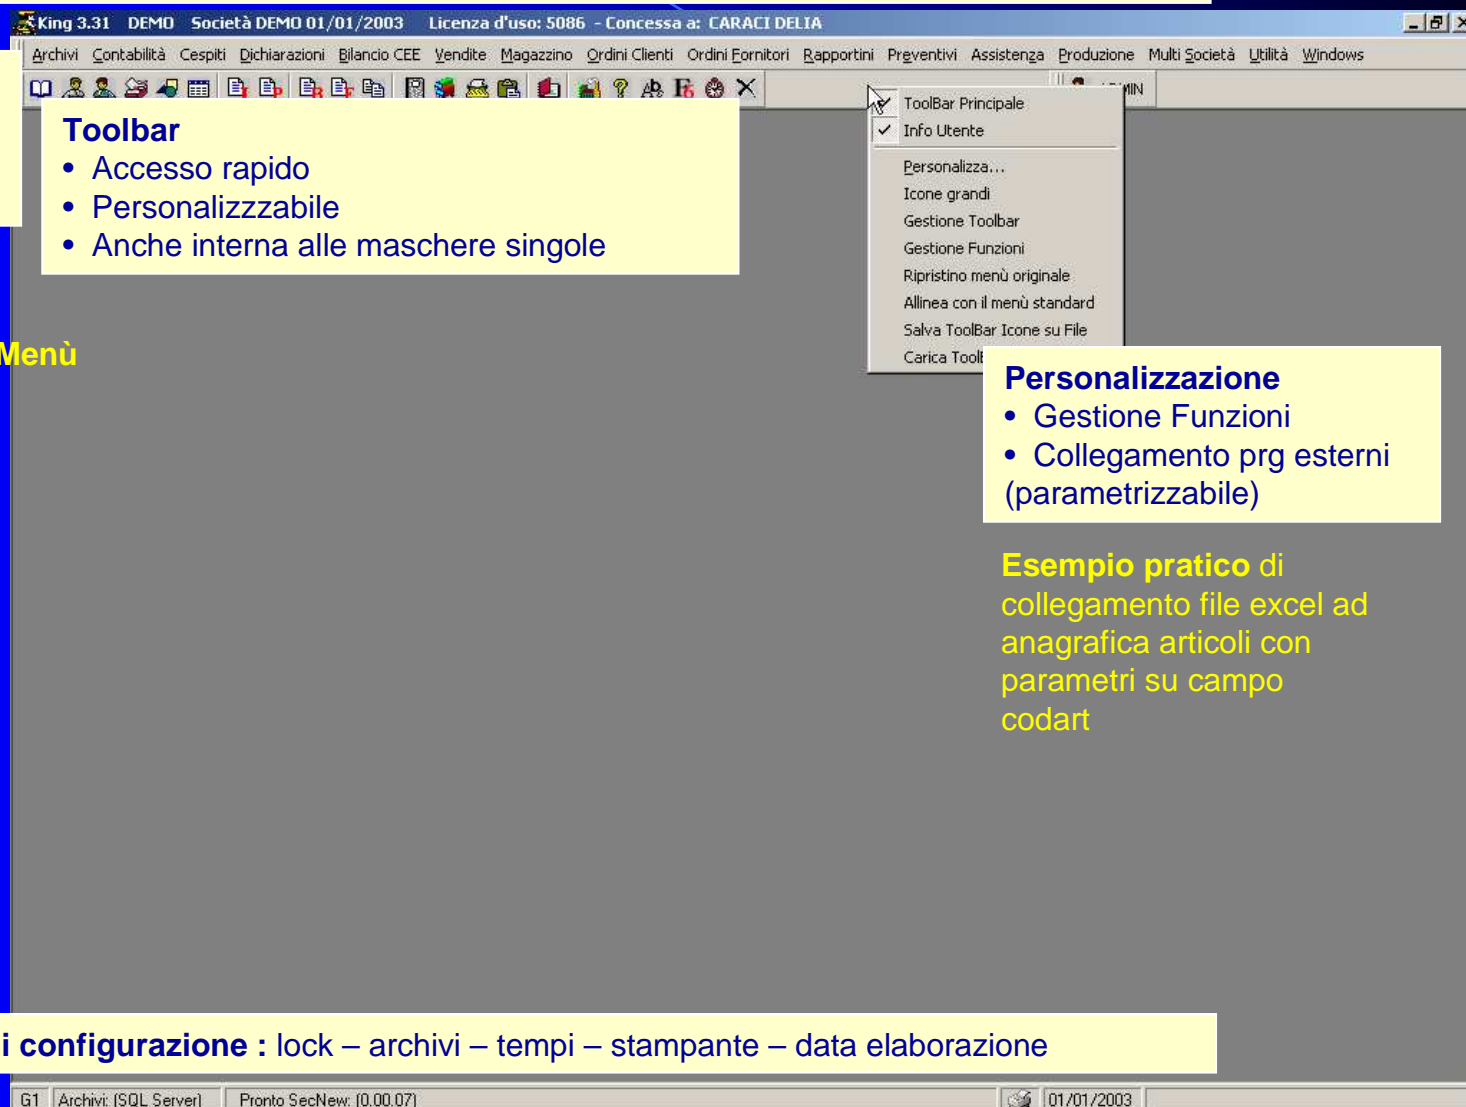 King 3.31 DEMO Società DEMO 01/01/2003 Licenza d'uso: 5086 - Concessa a: CARACI DELIA
Archivi Contabilità Cespiti Dichiarazioni Bilancio CEE Vendite Magazzino Ordini Clienti Ordini Fornitori Rapportini Preventivi Assistenza Produzione Multi Società Utilità Windows
Toolbar
• Accesso rapido
• Personalizzzabile
• Anche interna alle maschere singole
ToolBar Principale
Info Utente
Personalizza...
Icone grandi
Gestione Toolbar
Gestione Funzioni
Ripristino menù originale
Allinea con il menù standard
Salva ToolBar Icone su File
Carica
Menù
Personalizzazione
• Gestione Funzioni
• Collegamento prg esterni
(parametrizzabile)
Esempio pratico di
collegamento file excel ad
anagrafica articoli con
parametri su campo
codart
i configurazione : lock – archivi – tempi – stampante – data elaborazione
G1 Archivi: (SQL Server) Pronto SecNew: (0.00.07) 01/01/2003